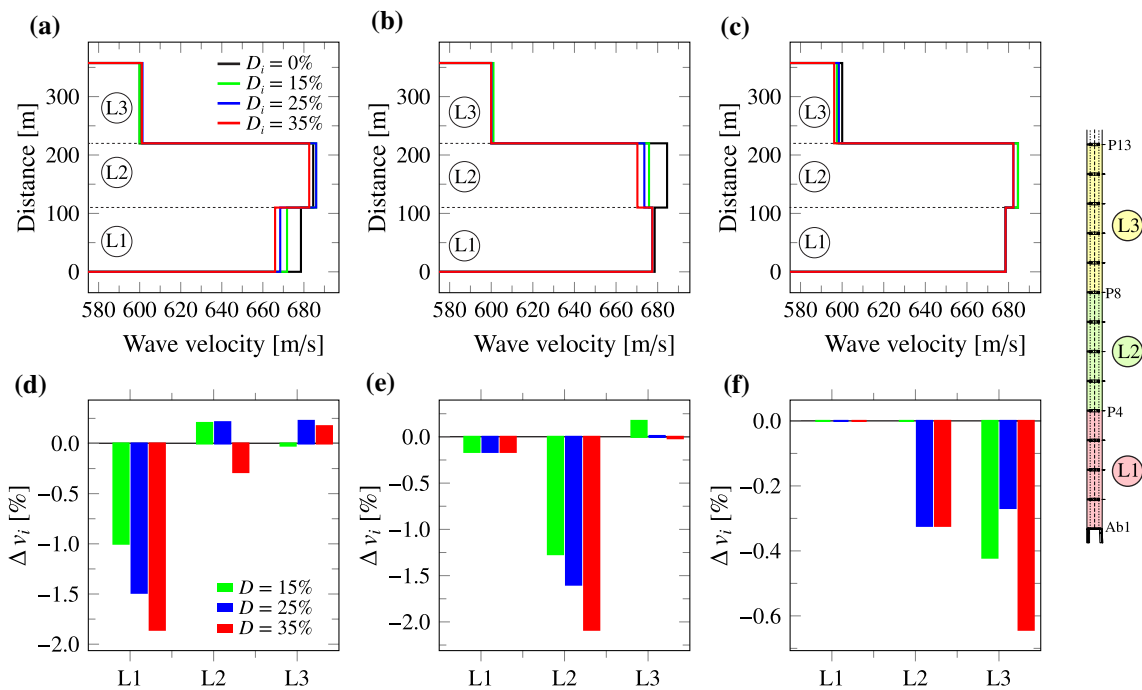 (a)
(b)
(c)
Distance [m]
300
200
100
0
L3
L2
L1
D_i = 0%
D_i = 15%
D_i = 25%
D_i = 35%
580 600 620 640 660 680
Wave velocity [m/s]
Distance [m]
300
200
100
0
L3
L2
L1
580 600 620 640 660 680
Wave velocity [m/s]
Distance [m]
300
200
100
0
L3
L2
L1
580 600 620 640 660 680
Wave velocity [m/s]
P13
L3
P8
L2
P4
L1
Ab1
(d)
(e)
(f)
Δ v_i [%]
0.0
−0.5
−1.0
−1.5
−2.0
D = 15%
D = 25%
D = 35%
L1 L2 L3
Δ v_i [%]
0.0
−0.5
−1.0
−1.5
−2.0
L1 L2 L3
Δ v_i [%]
0.0
−0.2
−0.4
−0.6
L1 L2 L3